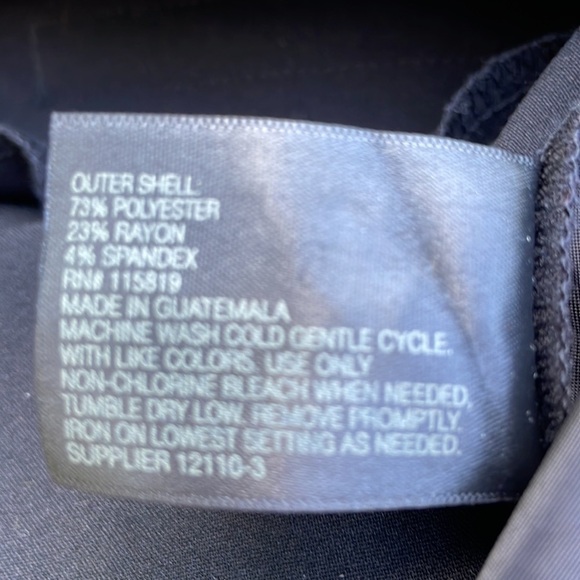 OUTER SHELL
73% POLYESTER
23% RAYON
4% SPANDEX
RN# 115819
MADE IN GUATEMALA
MACHINE WASH COLD GENTLE CYCLE.
WITH LIKE COLORS. USE ONLY
NON-CHLORINE BLEACH WHEN NEEDED,
TUMBLE DRY LOW. REMOVE PROMPTLY.
IRON ON LOWEST SETTING AS NEEDED.
SUPPLIER 12110-3